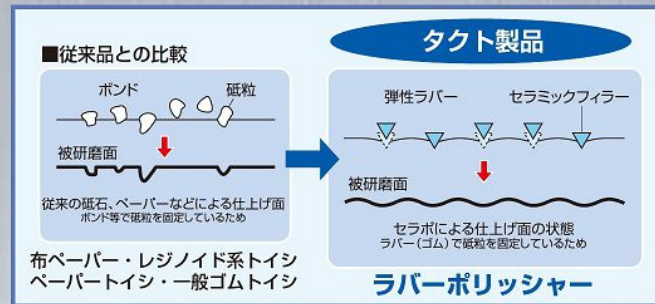 ■従来品との比較
ボンド
砥粒
被研磨面
従来の砥石、ペーパーなどによる仕上げ面
ボンド等で砥粒を固定しているため
布ペーパー・レジノイド系トイシ
ペーパートイシ・一般ゴムトイシ
タクト製品
弾性ラバー
セラミックフィラー
被研磨面
セラポによる仕上げ面の状態
ラバー(ゴム)で砥粒を固定しているため
ラバーポリッシャー